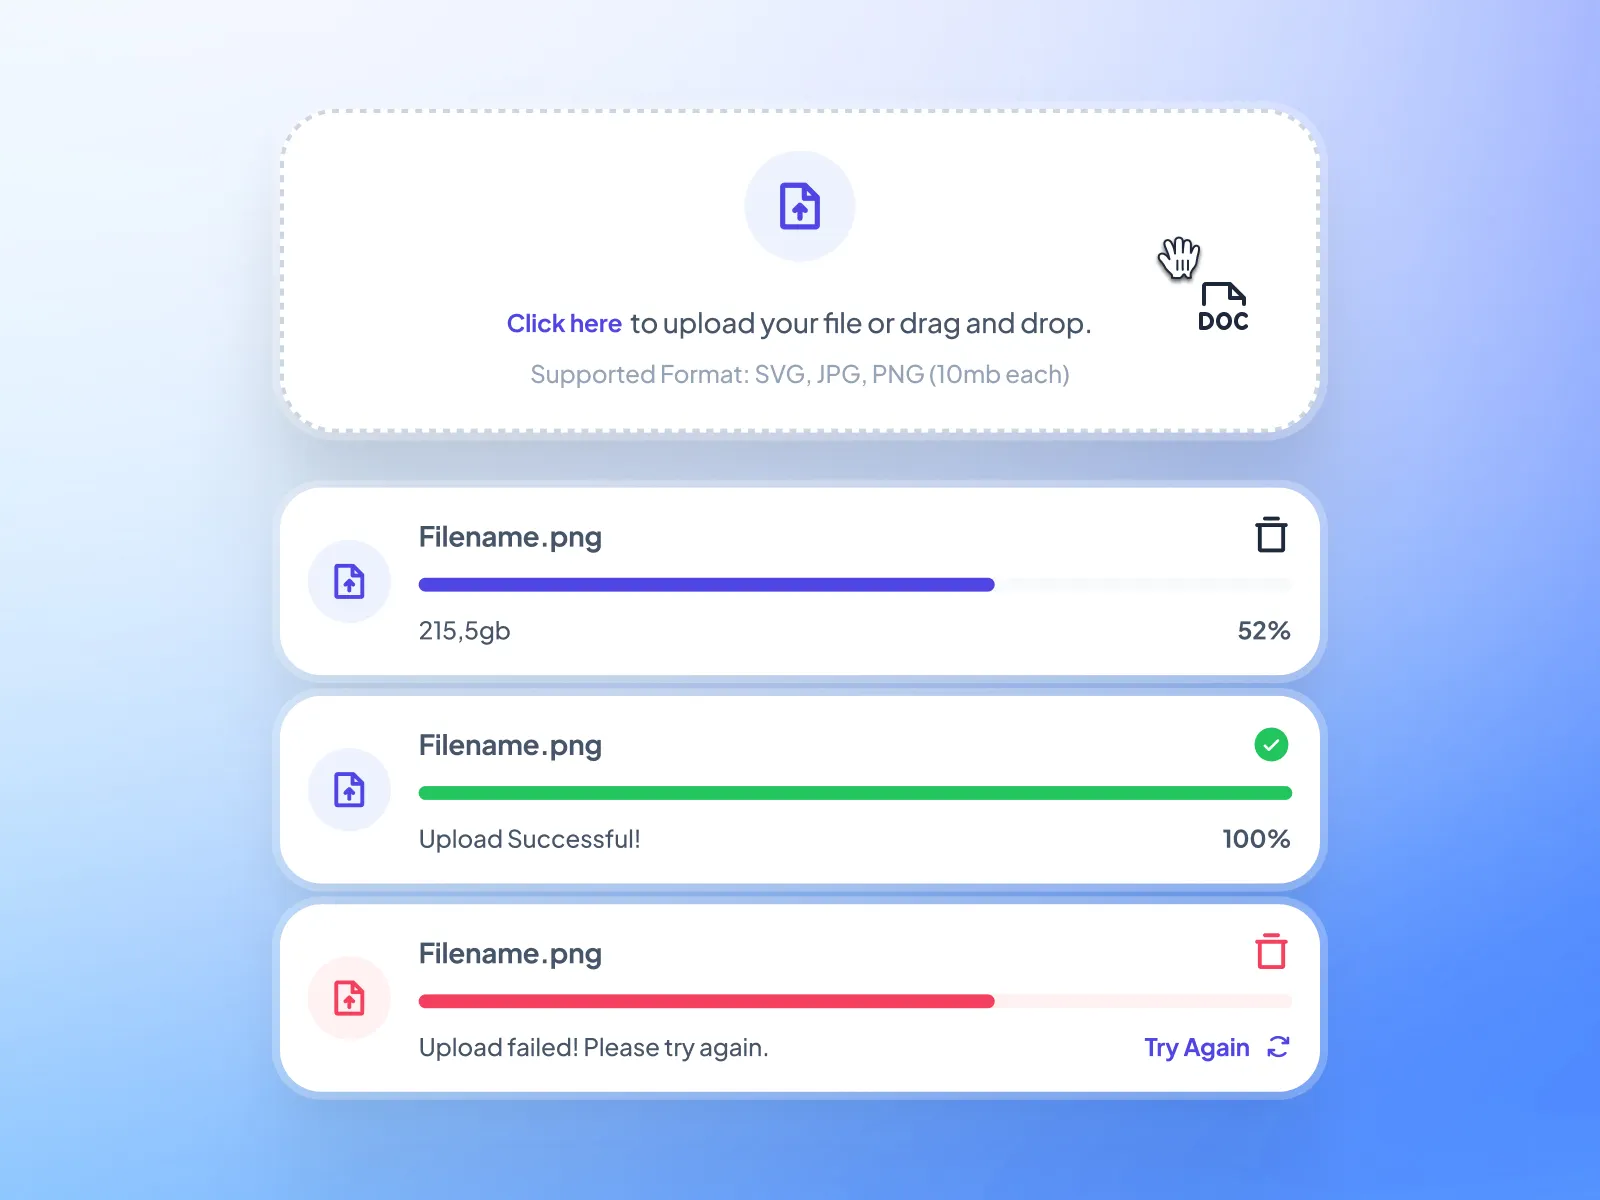 Click here to upload your file or drag and drop.
DOC
Supported Format: SVG, JPG, PNG (10mb each)
Filename.png
215,5gb
52%
Filename.png
Upload Successful!
100%
Filename.png
Upload failed! Please try again.
Try Again